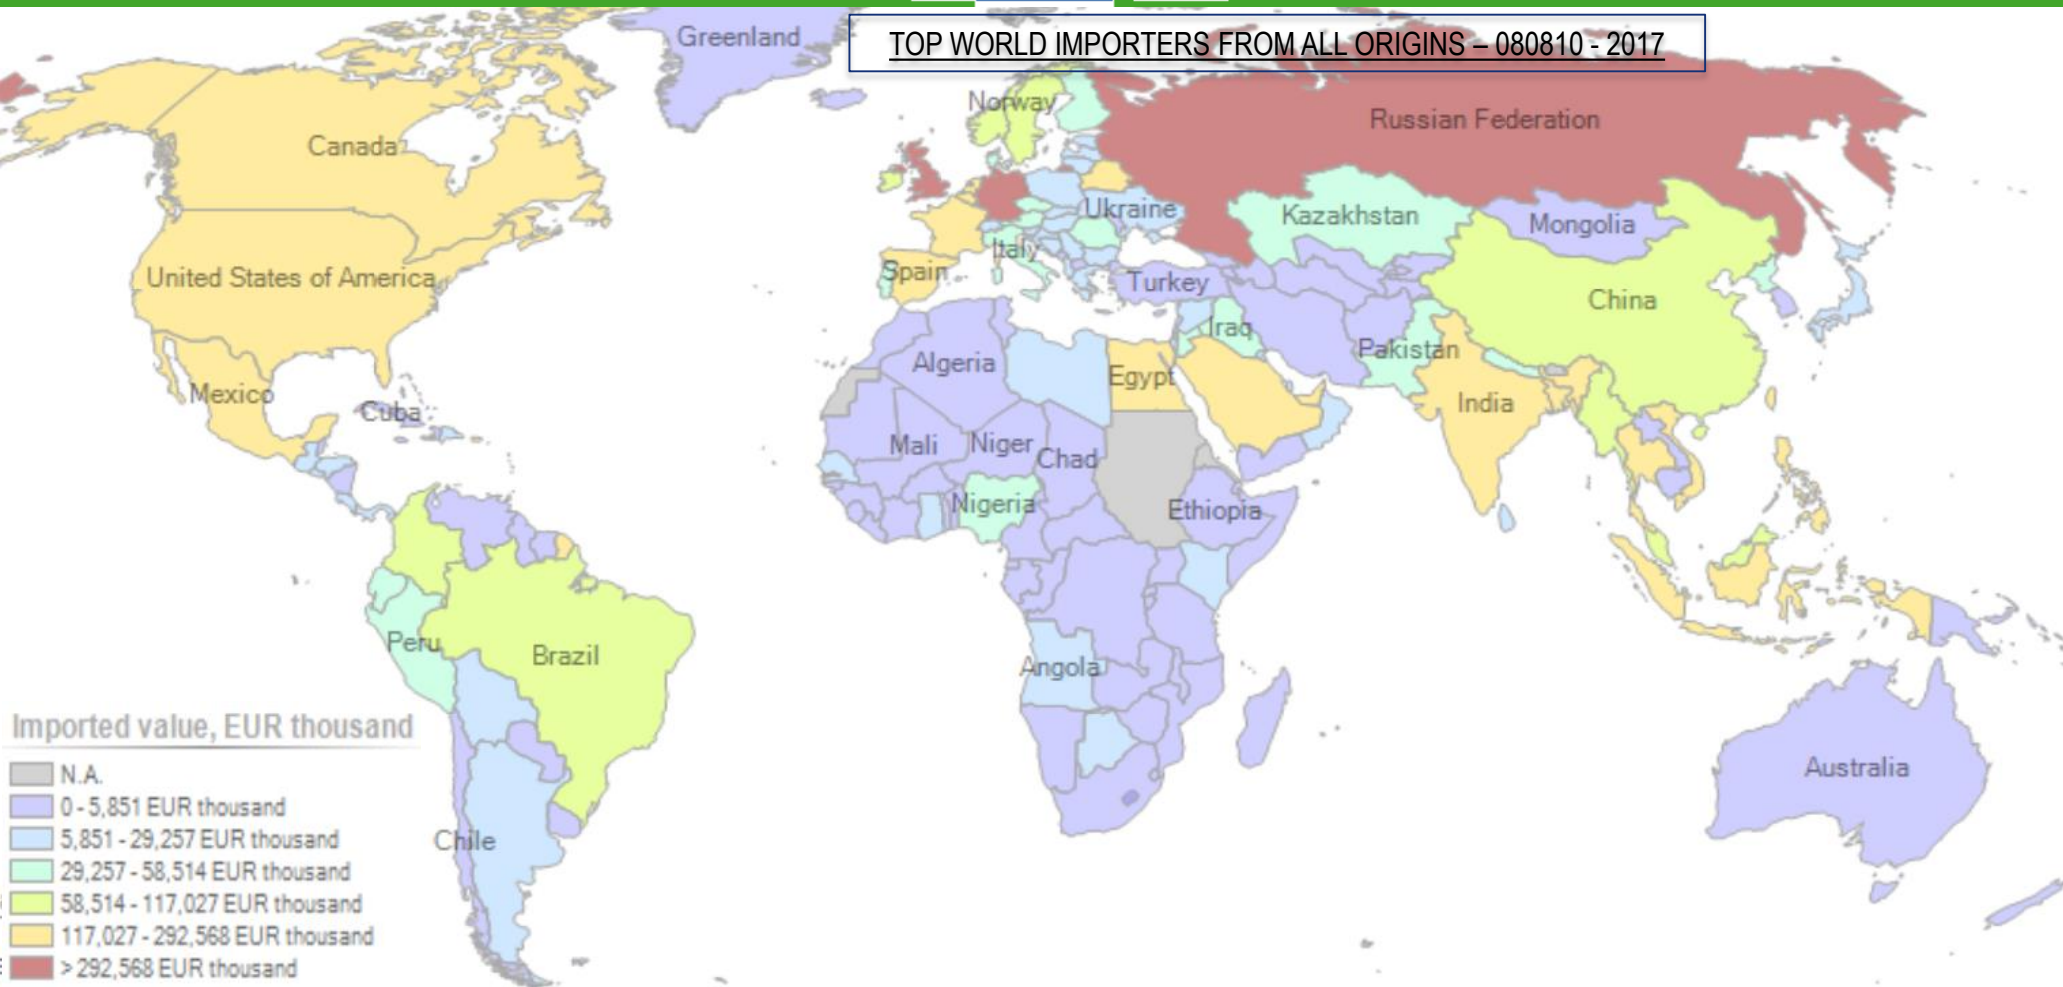 TOP WORLD IMPORTERS FROM ALL ORIGINS – 080810 - 2017
Greenland
Norway
Russian Federation
Canada
Ukraine
Kazakhstan
Mongolia
Italy
United States of America
Spain
Turkey
China
Iraq
Pakistan
Algeria
Egypt
Mexico
India
Cuba
Mali
Niger
Chad
Nigeria
Ethiopia
Peru
Brazil
Angola
Australia
Chile
Imported value, EUR thousand
N.A.
0 - 5,851 EUR thousand
5,851 - 29,257 EUR thousand
29,257 - 58,514 EUR thousand
58,514 - 117,027 EUR thousand
117,027 - 292,568 EUR thousand
> 292,568 EUR thousand